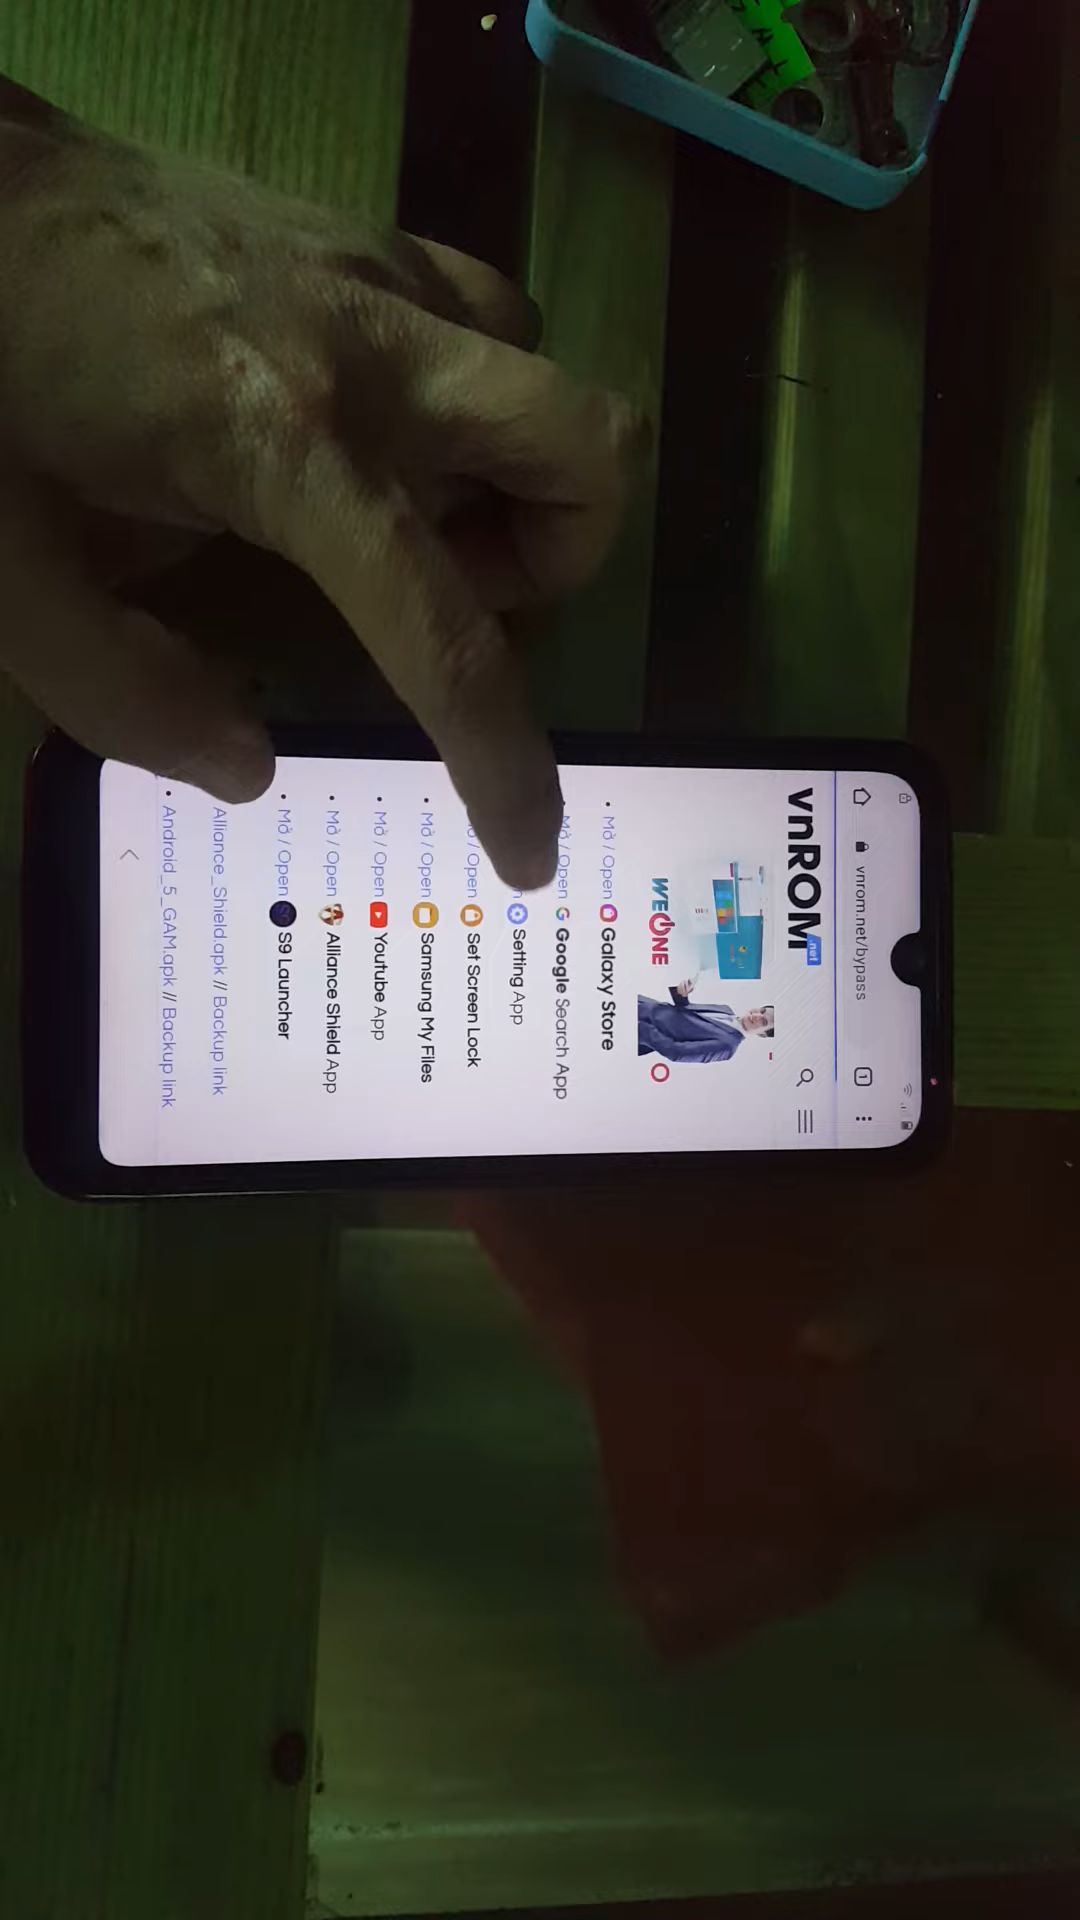 vnrom.net/bypass
1
vnROM
.net
WEONE
• Mở / Open Galaxy Store
Mở / Open G Google Search App
Setting App
/ Open Set Screen Lock
• Mở / Open Samsung My Files
• Mở / Open Youtube App
• Mở / Open Alliance Shield App
• Mở / Open S9 Launcher
Alliance_Shield.apk // Backup link
• Android_5_GAM.apk // Backup link